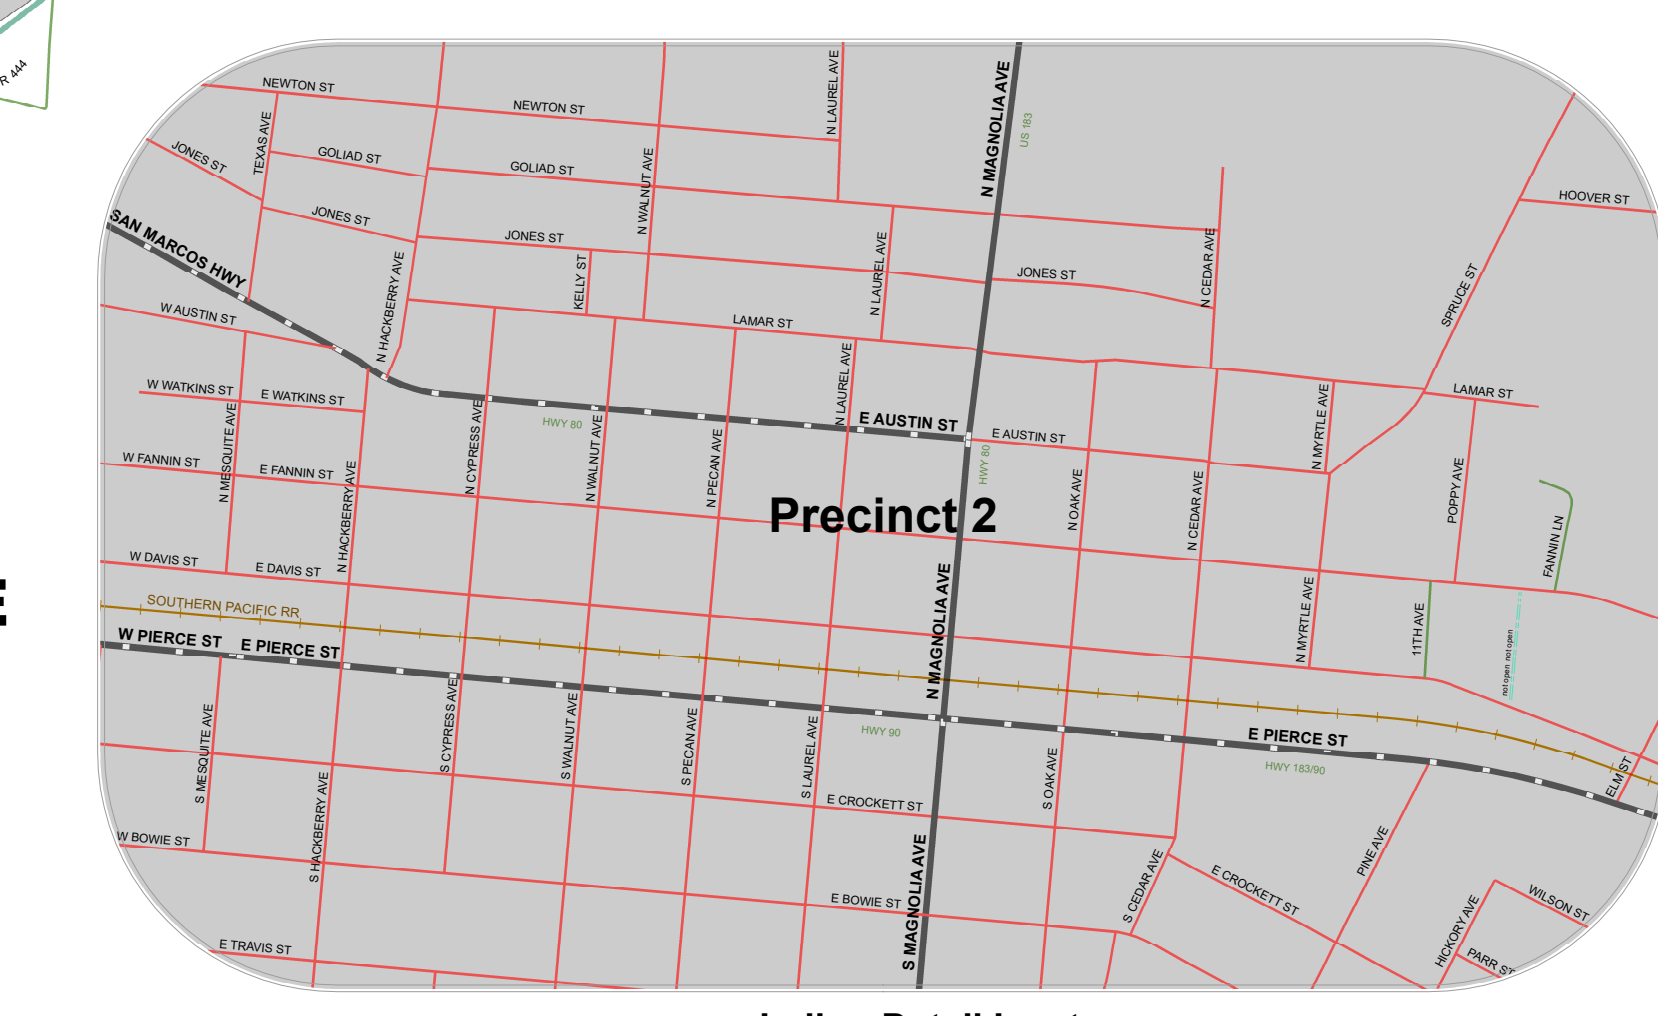 R 444
NEWTON ST
NEWTON ST
N LAUREL AVE
N MAGNOLIA AVE
US 183
TEXAS AVE
JONES ST
GOLIAD ST
GOLIAD ST
N WALNUT AVE
HOOVER ST
SAN MARCOS HWY
JONES ST
JONES ST
KELLY ST
N LAUREL AVE
JONES ST
N CEDAR AVE
SPRUCE ST
N HACKBERRY AVE
W AUSTIN ST
LAMAR ST
N LAUREL AVE
W WATKINS ST
E WATKINS ST
N MESQUITE AVE
N CYPRESS AVE
HWY 80
N WALNUT AVE
N PECAN AVE
E AUSTIN ST
E AUSTIN ST
HWY 80
N MYRTLE AVE
LAMAR ST
W FANNIN ST
E FANNIN ST
N HACKBERRY AVE
Precinct 2
N OAK AVE
N CEDAR AVE
POPPY AVE
FANNIN LN
W DAVIS ST
E DAVIS ST
SOUTHERN PACIFIC RR
N MAGNOLIA AVE
N MYRTLE AVE
11TH AVE
not open not open
E
W PIERCE ST
E PIERCE ST
S MESQUITE AVE
S CYPRESS AVE
S WALNUT AVE
S PECAN AVE
S LAUREL AVE
HWY 90
S OAK AVE
E PIERCE ST
HWY 183/90
ELM ST
S HACKBERRY AVE
E CROCKETT ST
W BOWIE ST
S MAGNOLIA AVE
E BOWIE ST
S CEDAR AVE
E CROCKETT ST
PINE AVE
HICKORY AVE
WILSON ST
PARR ST
E TRAVIS ST